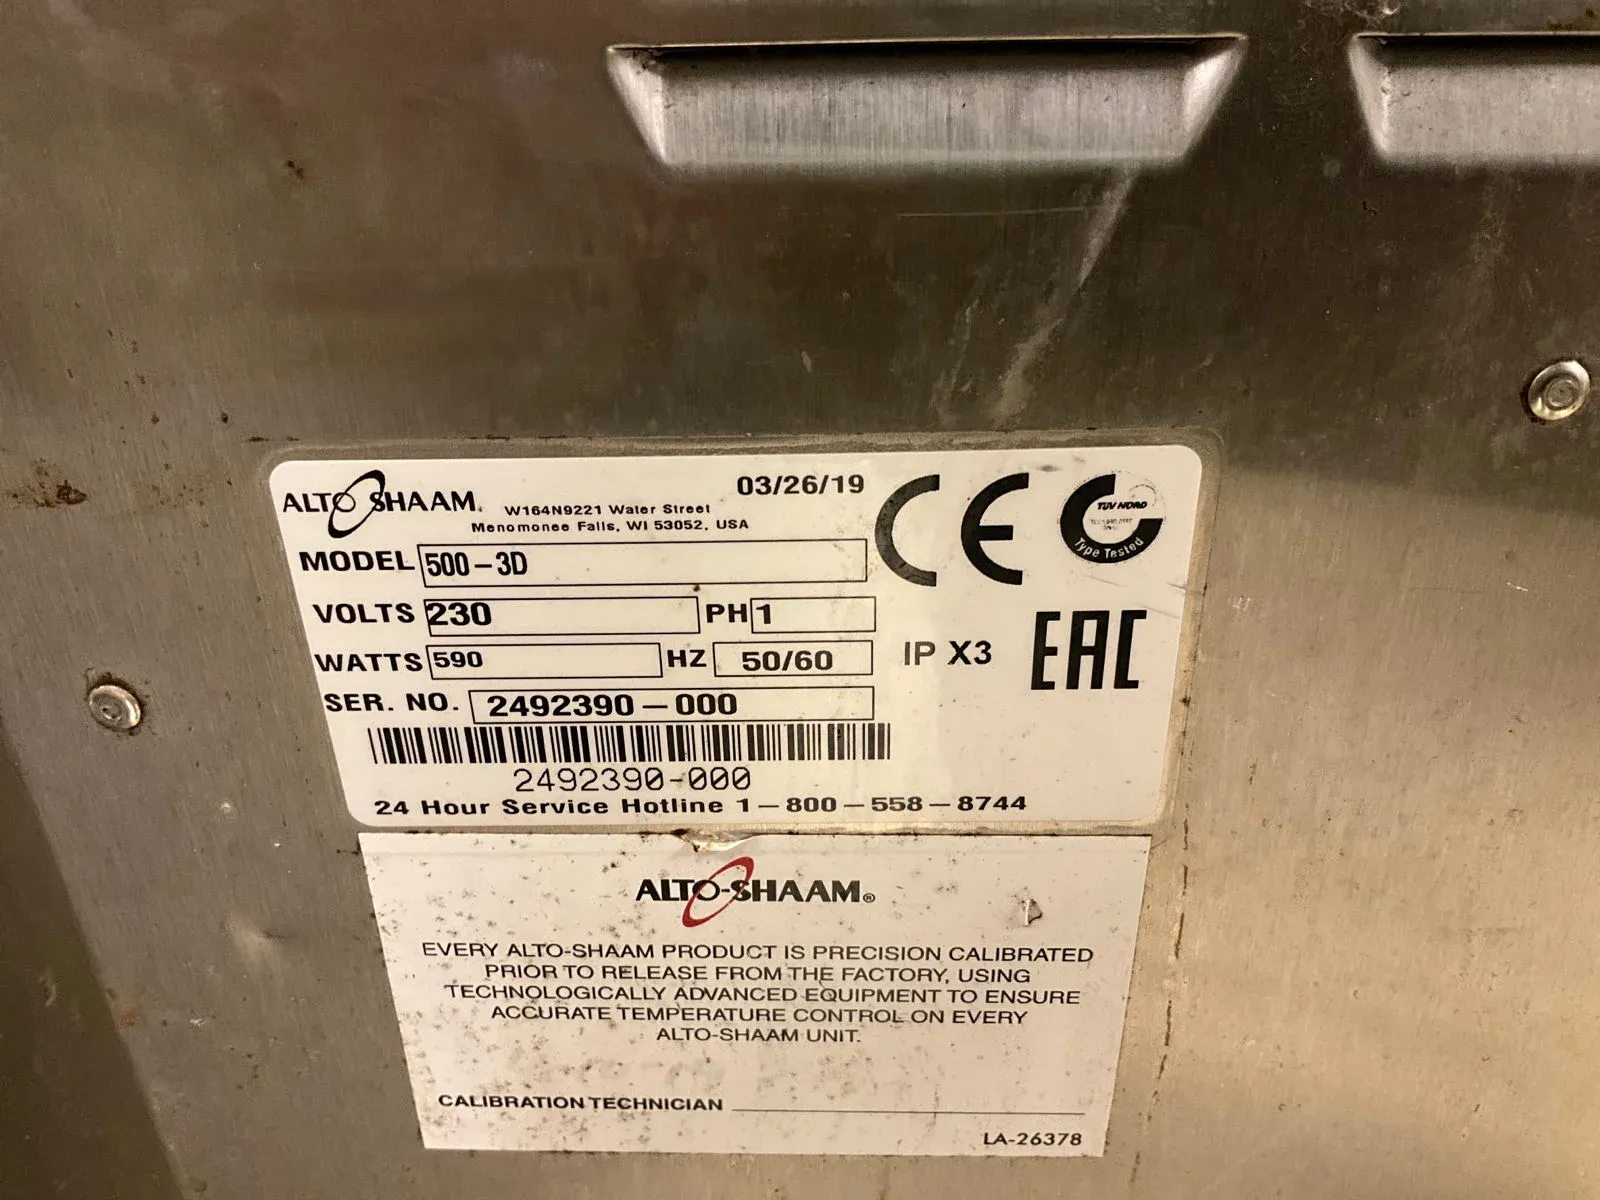 ALTO SHAAM.
W164N9221 Water Street
Menomonee Falls, WI 53052, USA
03/26/19
MODEL 500-3D
VOLTS 230 PH 1
WATTS 590 HZ 50/60
SER. NO. 2492390-000
2492390-000
24 Hour Service Hotline 1-800-558-8744
CE
TÜV NORD
Type Tested
IP X3
EAC
ALTO-SHAAM®
EVERY ALTO-SHAAM PRODUCT IS PRECISION CALIBRATED
PRIOR TO RELEASE FROM THE FACTORY, USING
TECHNOLOGICALLY ADVANCED EQUIPMENT TO ENSURE
ACCURATE TEMPERATURE CONTROL ON EVERY
ALTO-SHAAM UNIT.
CALIBRATION TECHNICIAN
LA-26378